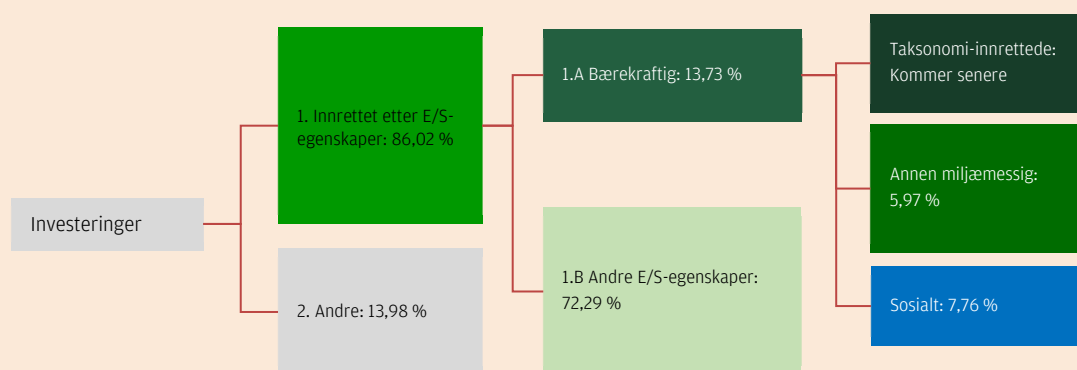 Investeringer
1. Innrettet etter E/S-
egenskaper: 86,02 %
2. Andre: 13,98 %
1.A Bærekraftig: 13,73 %
1.B Andre E/S-egenskaper:
72,29 %
Taksonomi-innrettede:
Kommer senere
Annen miljæmessig:
5,97 %
Sosialt: 7,76 %